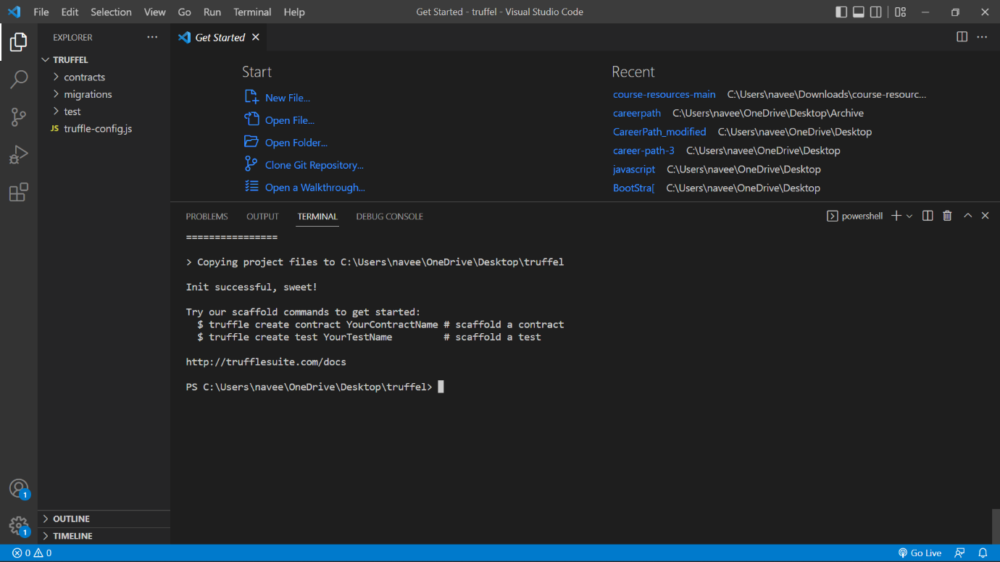 File Edit Selection View Go Run Terminal Help
Get Started - truffel - Visual Studio Code
EXPLORER
TRUFFEL
contracts
migrations
test
JS truffle-config.js
OUTLINE
TIMELINE
1
1
Get Started
Start
New File...
Open File...
Open Folder...
Clone Git Repository...
Open a Walkthrough...
Recent
course-resources-main C:\Users\navee\Downloads\course-resourc...
careerpath C:\Users\navee\OneDrive\Desktop\Archive
CareerPath_modified C:\Users\navee\OneDrive\Desktop
career-path-3 C:\Users\navee\OneDrive\Desktop
javascript C:\Users\navee\OneDrive\Desktop
BootStra[ C:\Users\navee\OneDrive\Desktop
PROBLEMS OUTPUT TERMINAL DEBUG CONSOLE
powershell
================
> Copying project files to C:\Users\navee\OneDrive\Desktop\truffel
Init successful, sweet!
Try our scaffold commands to get started:
$ truffle create contract YourContractName # scaffold a contract
$ truffle create test YourTestName # scaffold a test
http://trufflesuite.com/docs
PS C:\Users\navee\OneDrive\Desktop\truffel>
0 0
Go Live